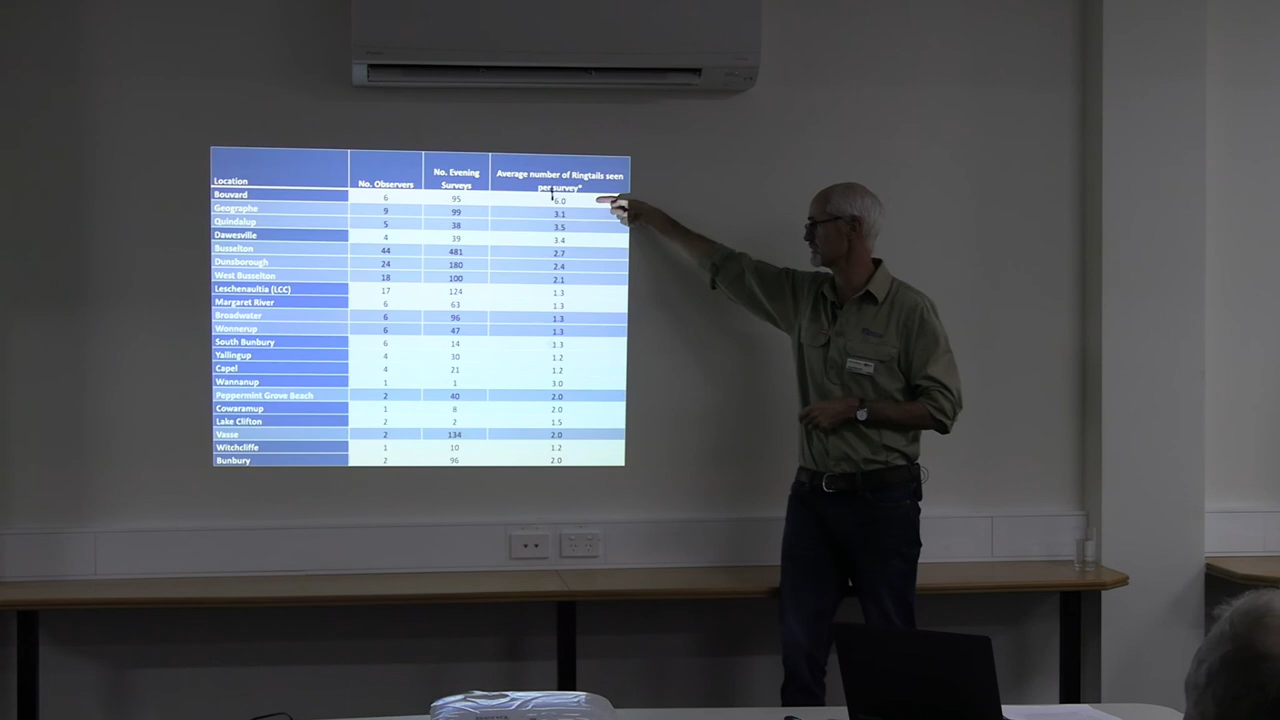 Location No. Observers No. Evening Surveys Average number of Ringtails seen per survey*
Bouvard 6 95 6.0
Geographe 9 99 3.1
Quindalup 5 38 3.5
Dawesville 4 39 3.4
Busselton 44 481 2.7
Dunsborough 24 180 2.4
West Busselton 18 100 2.1
Leschenaultia (LCC) 17 124 1.3
Margaret River 6 63 1.3
Broadwater 6 96 1.3
Wonnerup 6 47 1.3
South Bunbury 6 14 1.3
Yallingup 4 30 1.2
Capel 4 21 1.2
Wannanup 1 1 3.0
Peppermint Grove Beach 2 40 2.0
Cowaramup 1 8 2.0
Lake Clifton 2 2 1.5
Vasse 2 134 2.0
Witchcliffe 1 10 1.2
Bunbury 2 96 2.0